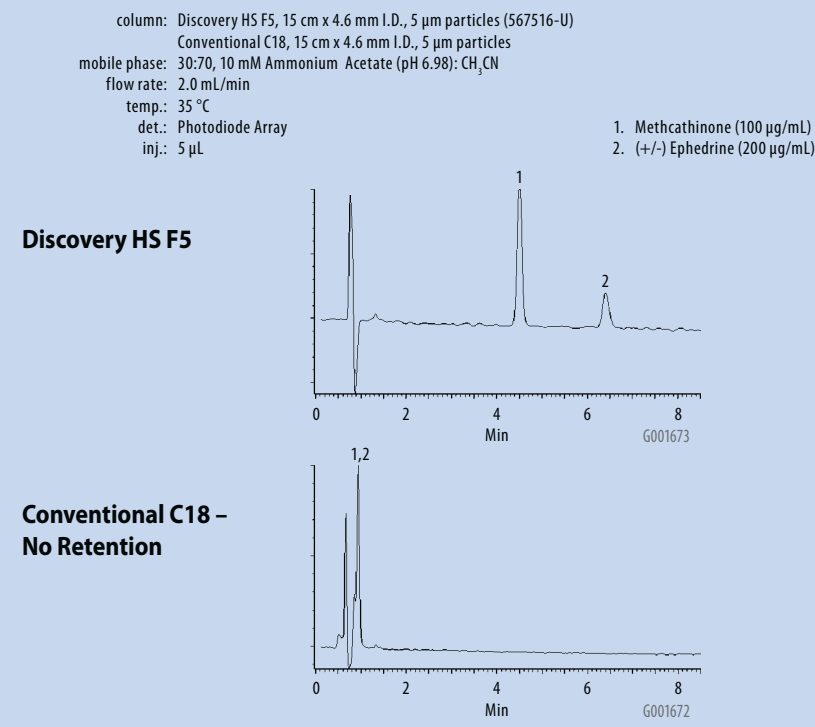 column: Discovery HS F5, 15 cm x 4.6 mm I.D., 5 µm particles (567516-U)
Conventional C18, 15 cm x 4.6 mm I.D., 5 µm particles
mobile phase: 30:70, 10 mM Ammonium Acetate (pH 6.98): CH₃CN
flow rate: 2.0 mL/min
temp.: 35 °C
det.: Photodiode Array
inj.: 5 µL
1. Methcathinone (100 µg/mL)
2. (+/-) Ephedrine (200 µg/mL)
Discovery HS F5
1
2
0 2 4 6 8
Min
G001673
Conventional C18 –
No Retention
1,2
0 2 4 6 8
Min
G001672